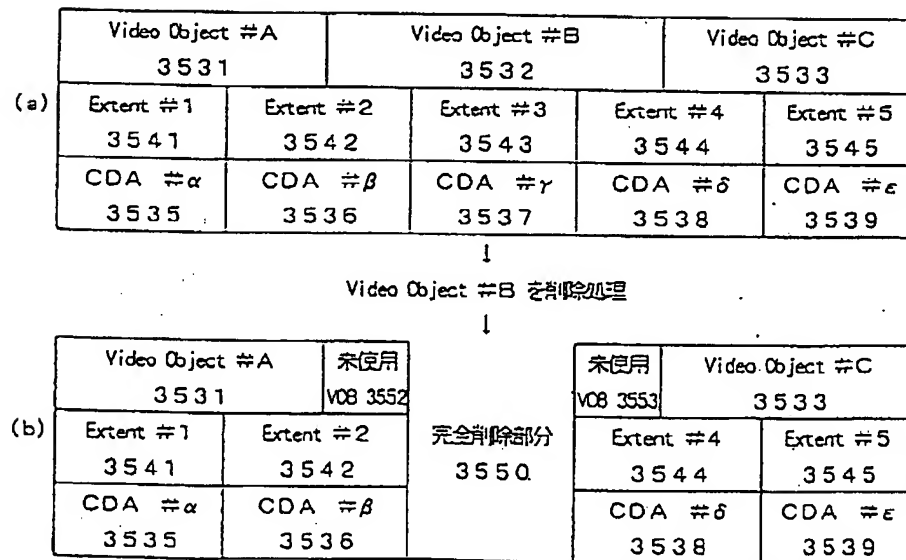 Video Object #A Video Object #B Video Object #C
3531 3532 3533
(a)
Extent #1 Extent #2 Extent #3 Extent #4 Extent #5
3541 3542 3543 3544 3545
CDA #α CDA #β CDA #γ CDA #δ CDA #ε
3535 3536 3537 3538 3539
↓
Video Object #B を削除処理
↓
Video Object #A 未使用 未使用 Video Object #C
3531 VOB 3552 VOB 3553 3533
(b)
Extent #1 Extent #2 完全削除部分 Extent #4 Extent #5
3541 3542 3550 3544 3545
CDA #α CDA #β CDA #δ CDA #ε
3535 3536 3538 3539